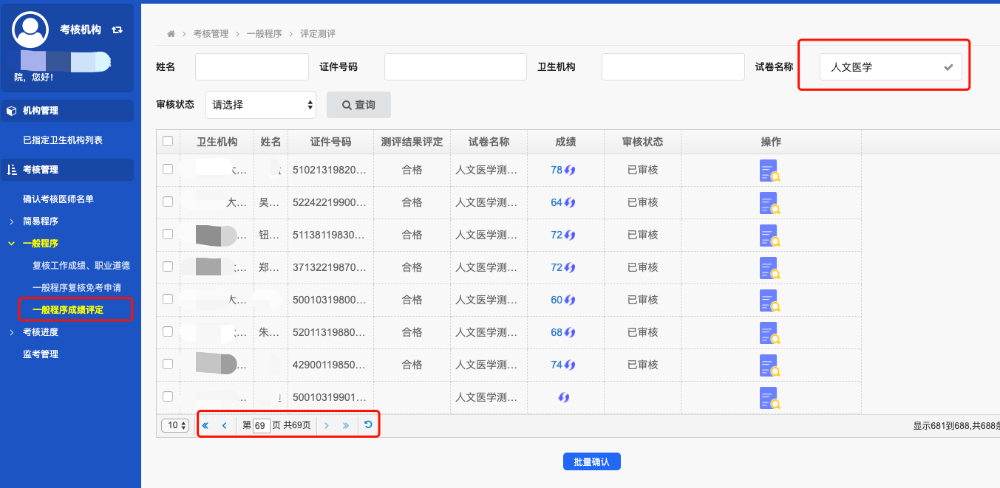 考核机构
院，您好！
机构管理
已指定卫生机构列表
考核管理
确认考核医师名单
简易程序
一般程序
复核工作成绩、职业道德
一般程序复核免考申请
一般程序成绩评定
考核进度
监考管理
考核管理 > 一般程序 > 评定测评
姓名 证件号码 卫生机构 试卷名称 人文医学
审核状态 请选择 查询
卫生机构 姓名 证件号码 测评结果评定 试卷名称 成绩 审核状态 操作
51021319820... 合格 人文医学测... 78 已审核
大... 吴... 52242219900... 合格 人文医学测... 64 已审核
... 钮... 51138119830... 合格 人文医学测... 72 已审核
... 郑... 37132219870... 合格 人文医学测... 72 已审核
大... 50010319800... 合格 人文医学测... 60 已审核
... 朱... 52011319880... 合格 人文医学测... 68 已审核
... 42900119850... 合格 人文医学测... 74 已审核
... 50010319901... 人文医学测...
10 第 69 页 共69页 显示681到688,共688条
批量确认